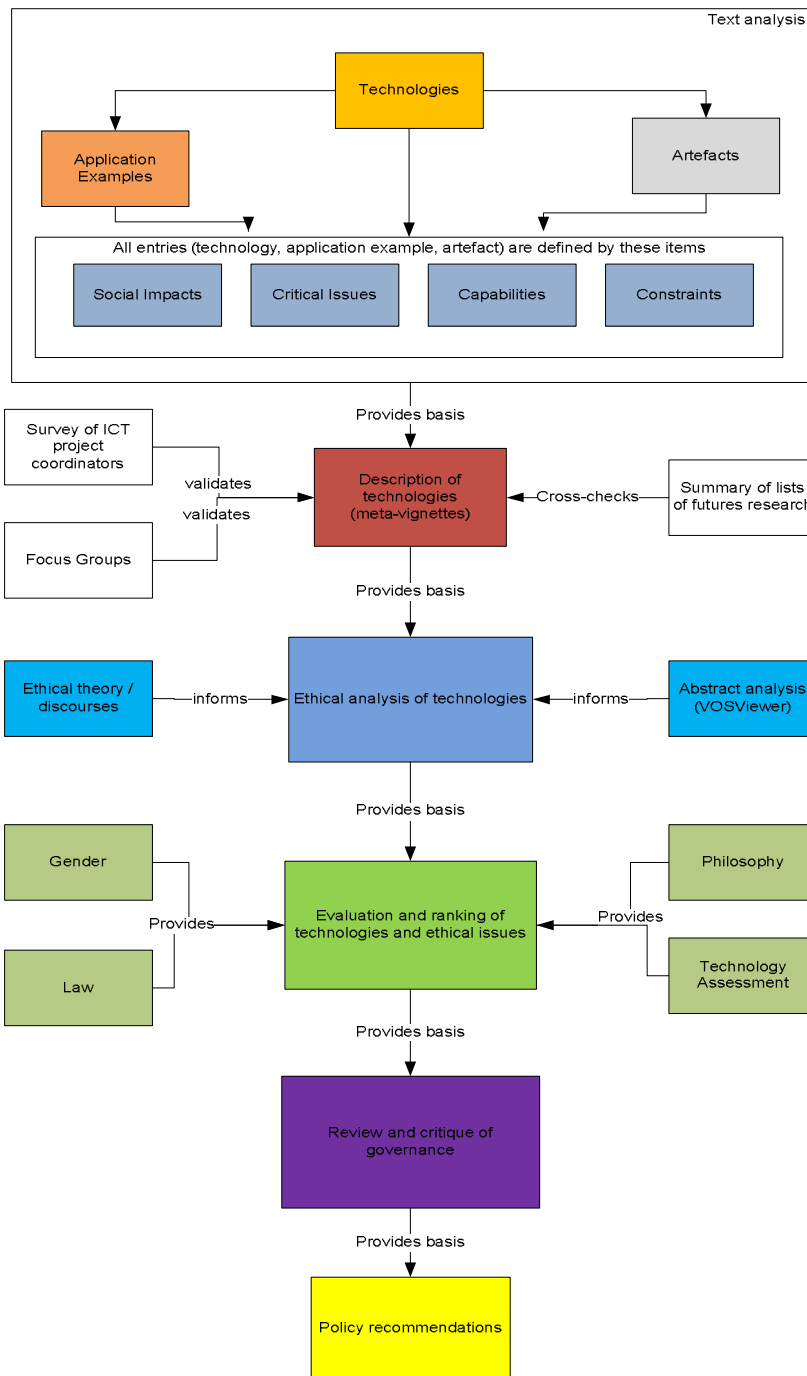 Text analysis
Technologies
Application
Examples
Artefacts
All entries (technology, application example, artefact) are defined by these items
Social Impacts
Critical Issues
Capabilities
Constraints
Provides basis
Survey of ICT
project
coordinators
validates
validates
Focus Groups
Description of
technologies
(meta-vignettes)
Cross-checks
Summary of lists
of futures research
Provides basis
Ethical theory /
discourses
informs
Ethical analysis of technologies
informs
Abstract analysis
(VOSViewer)
Provides basis
Gender
Law
Provides
Evaluation and ranking of
technologies and ethical issues
Provides
Philosophy
Technology
Assessment
Provides basis
Review and critique of
governance
Provides basis
Policy recommendations